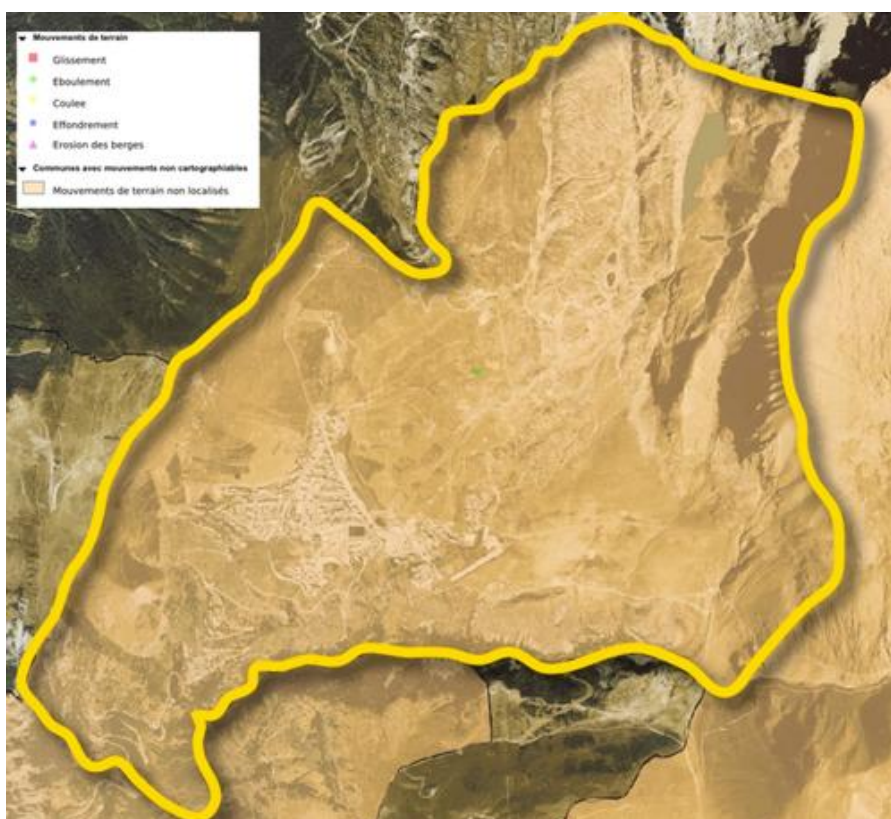 Mouvements de terrain
Glissement
Eboulement
Coulee
Effondrement
Erosion des berges
Communes avec mouvements non cartographiables
Mouvements de terrain non localisés